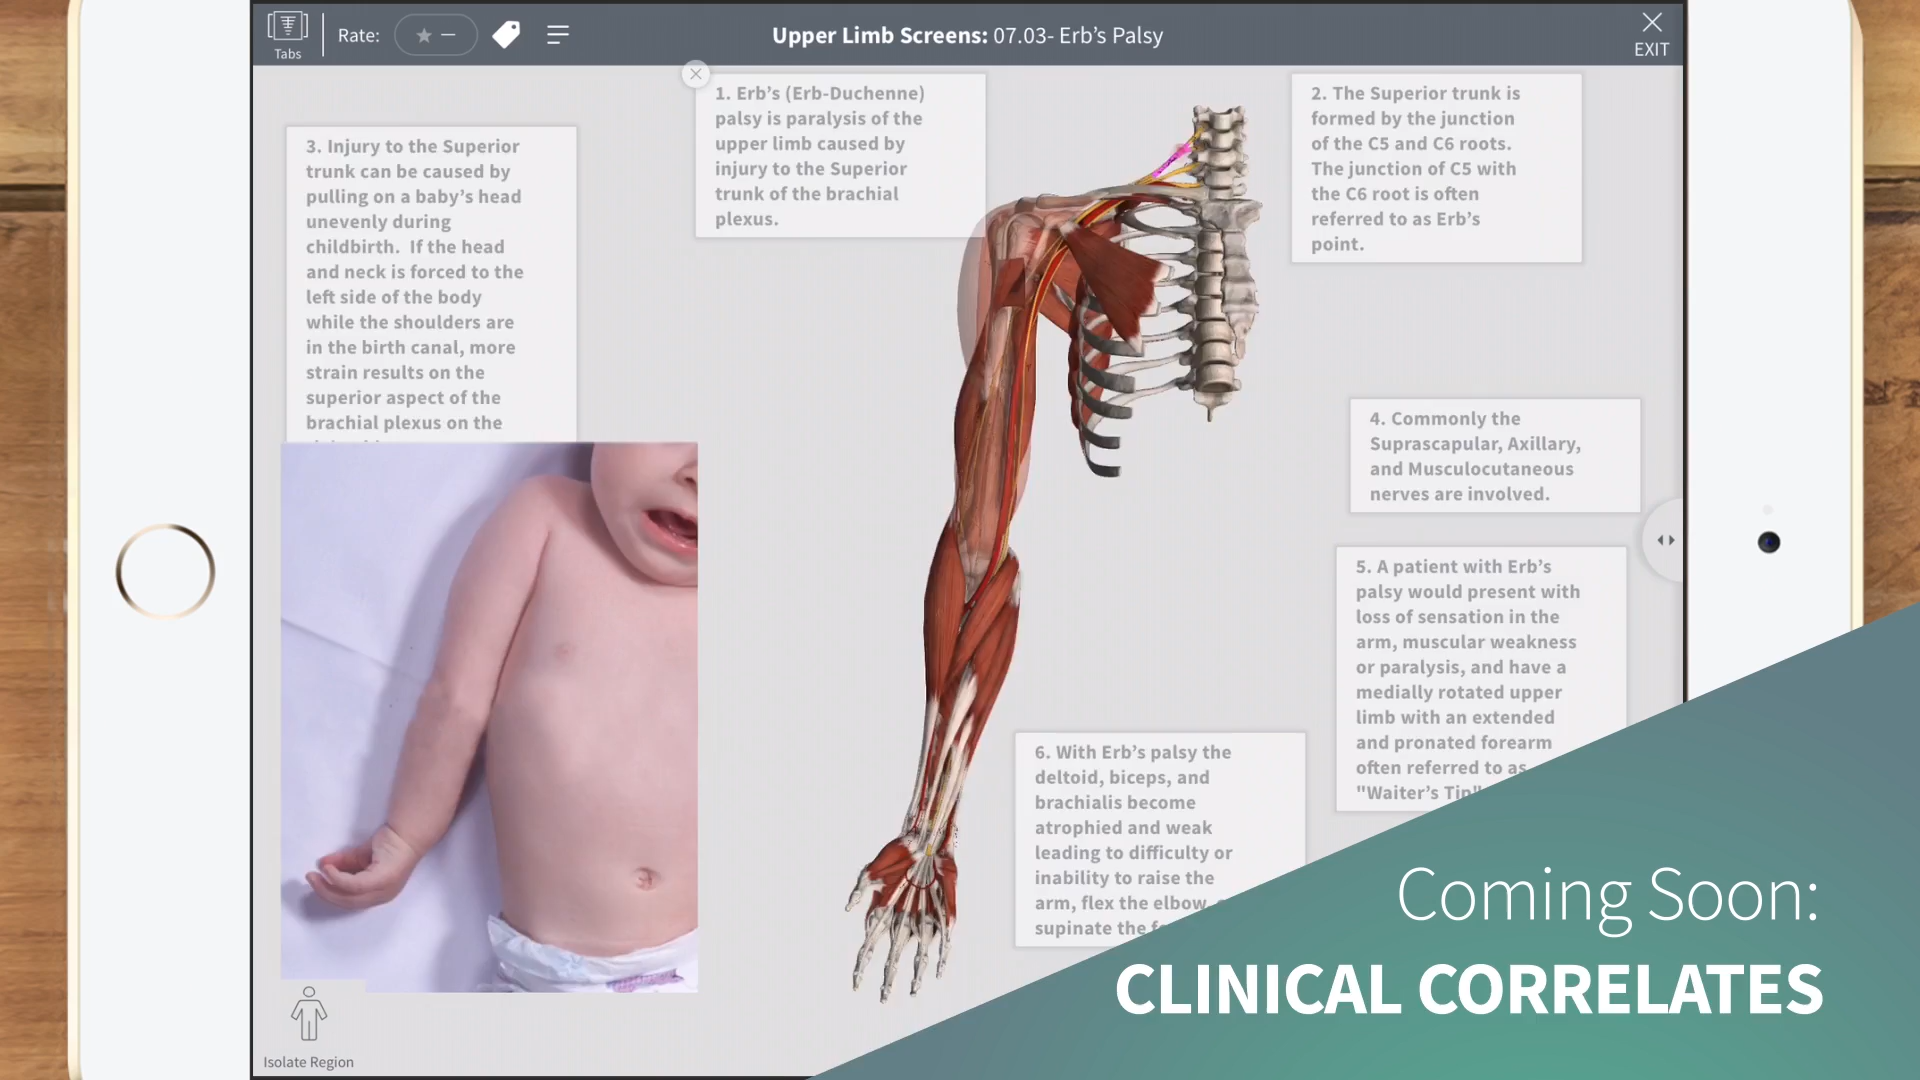 Tabs
Rate:
Upper Limb Screens: 07.03- Erb's Palsy
EXIT
1. Erb's (Erb-Duchenne)
palsy is paralysis of the
upper limb caused by
injury to the Superior
trunk of the brachial
plexus.
2. The Superior trunk is
formed by the junction
of the C5 and C6 roots.
The junction of C5 with
the C6 root is often
referred to as Erb's
point.
3. Injury to the Superior
trunk can be caused by
pulling on a baby's head
unevenly during
childbirth.  If the head
and neck is forced to the
left side of the body
while the shoulders are
in the birth canal, more
strain results on the
superior aspect of the
brachial plexus on the
4. Commonly the
Suprascapular, Axillary,
and Musculocutaneous
nerves are involved.
5. A patient with Erb's
palsy would present with
loss of sensation in the
arm, muscular weakness
or paralysis, and have a
medially rotated upper
limb with an extended
and pronated forearm
often referred to as
"Waiter's Tip"
6. With Erb's palsy the
deltoid, biceps, and
brachialis become
atrophied and weak
leading to difficulty or
inability to raise the
arm, flex the elbow,
supinate the
Isolate Region
Coming Soon:
CLINICAL CORRELATES